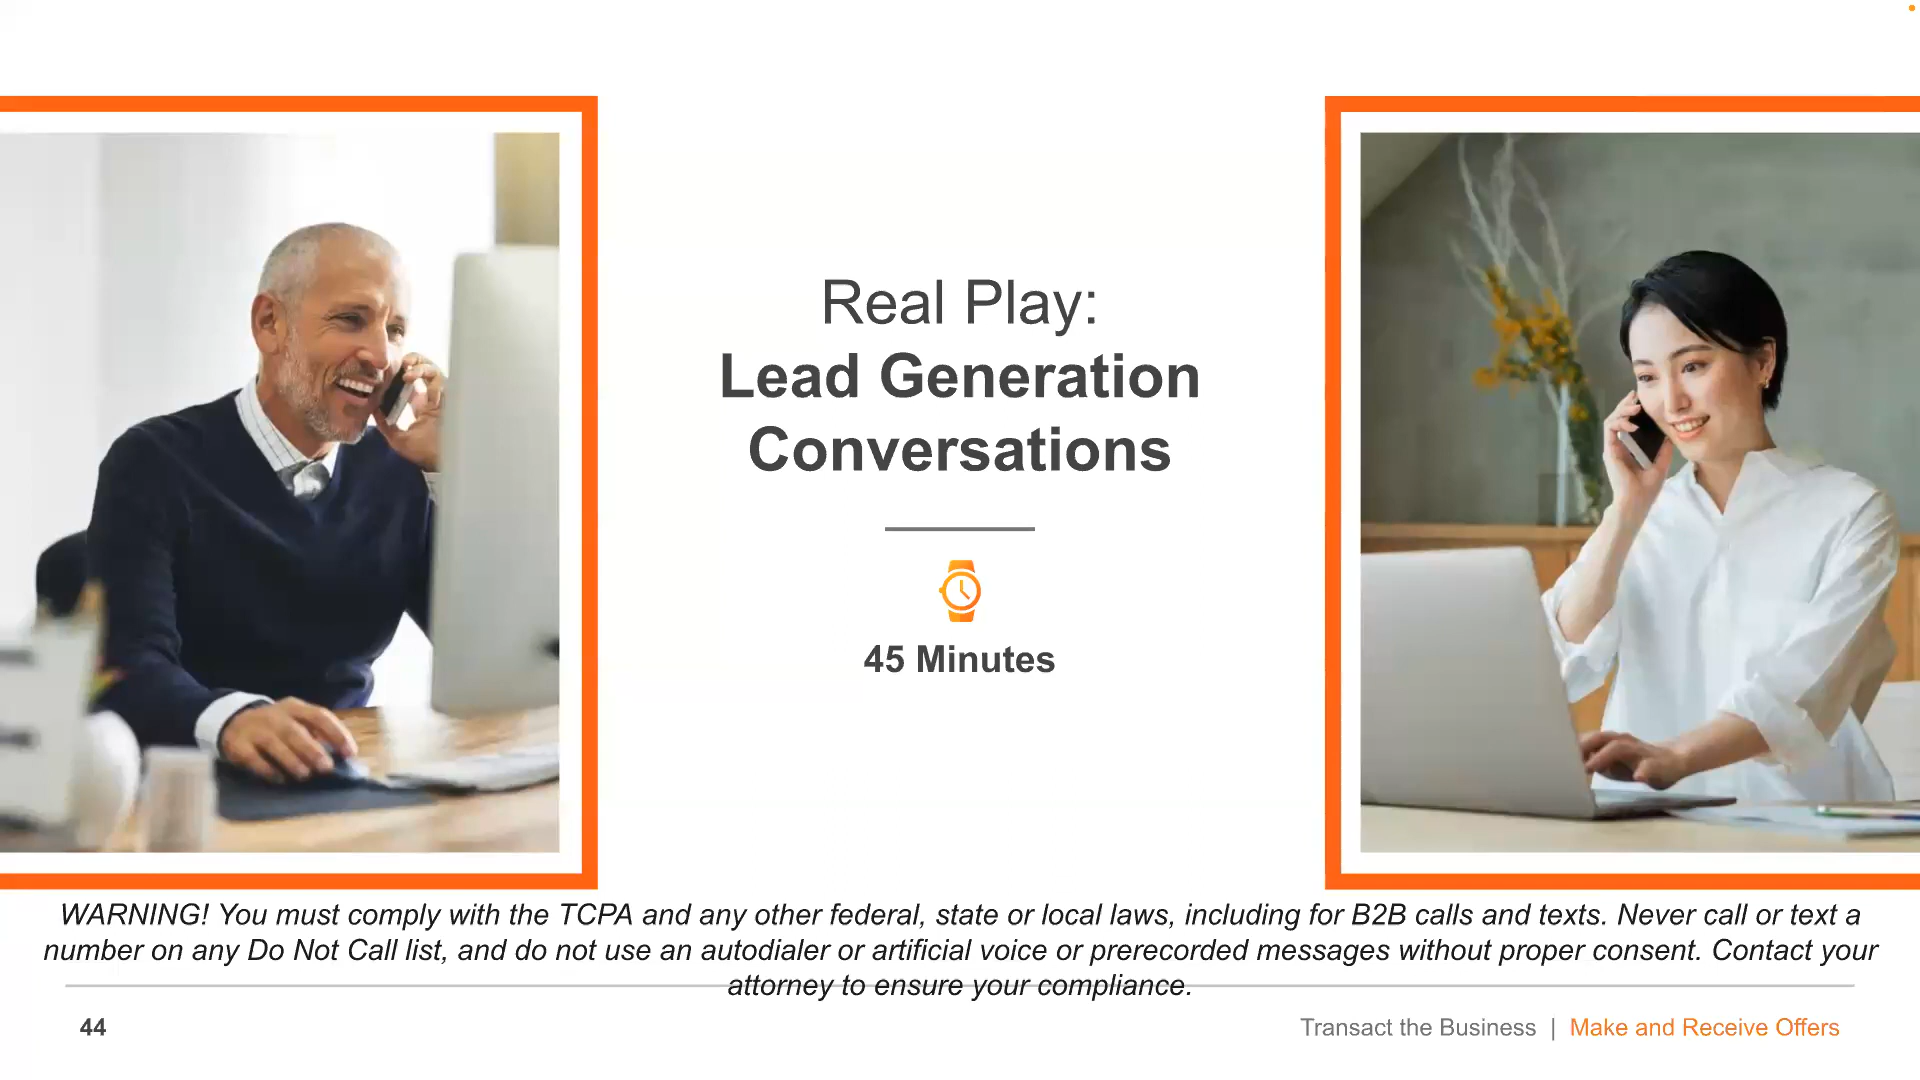 Real Play:
Lead Generation
Conversations
45 Minutes
WARNING! You must comply with the TCPA and any other federal, state or local laws, including for B2B calls and texts. Never call or text a
number on any Do Not Call list, and do not use an autodialer or artificial voice or prerecorded messages without proper consent. Contact your
attorney to ensure your compliance.
44
Transact the Business | Make and Receive Offers